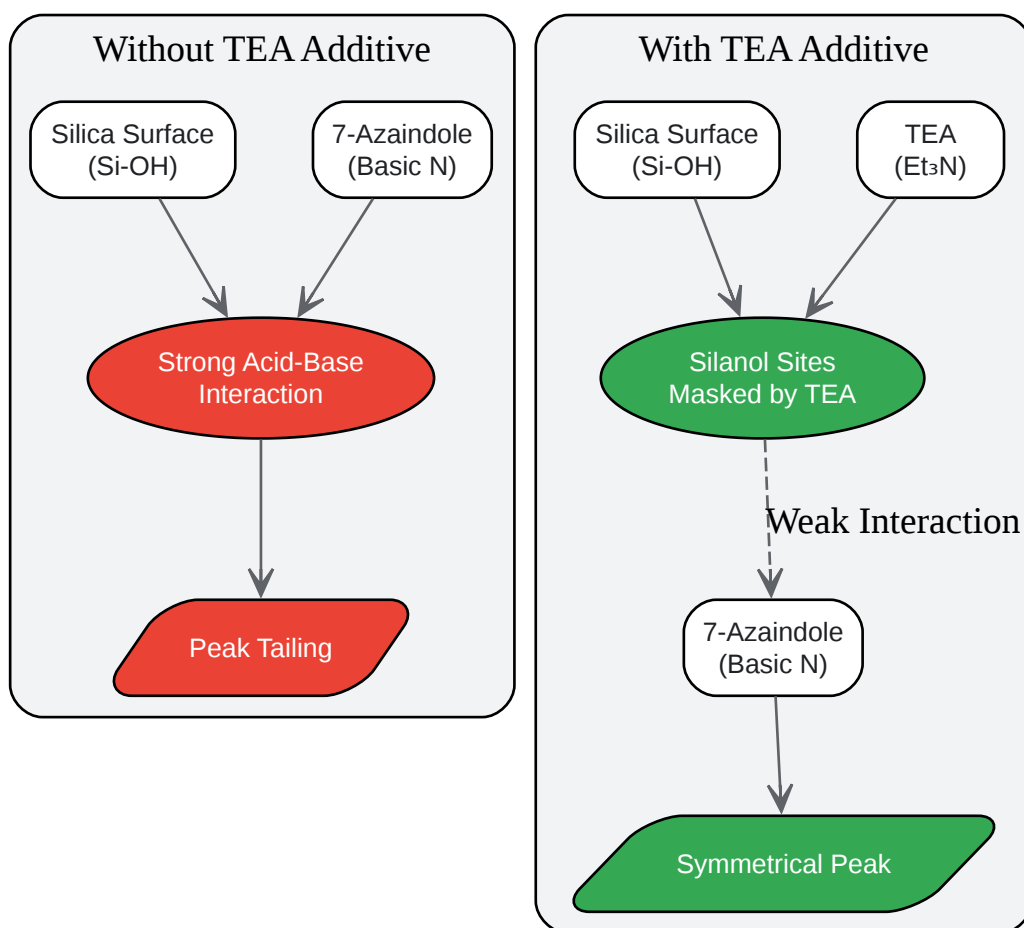 Without TEA Additive
Silica Surface
(Si-OH)
7-Azaindole
(Basic N)
Strong Acid-Base
Interaction
Peak Tailing
With TEA Additive
Silica Surface
(Si-OH)
TEA
(Et₃N)
Silanol Sites
Masked by TEA
Weak Interaction
7-Azaindole
(Basic N)
Symmetrical Peak